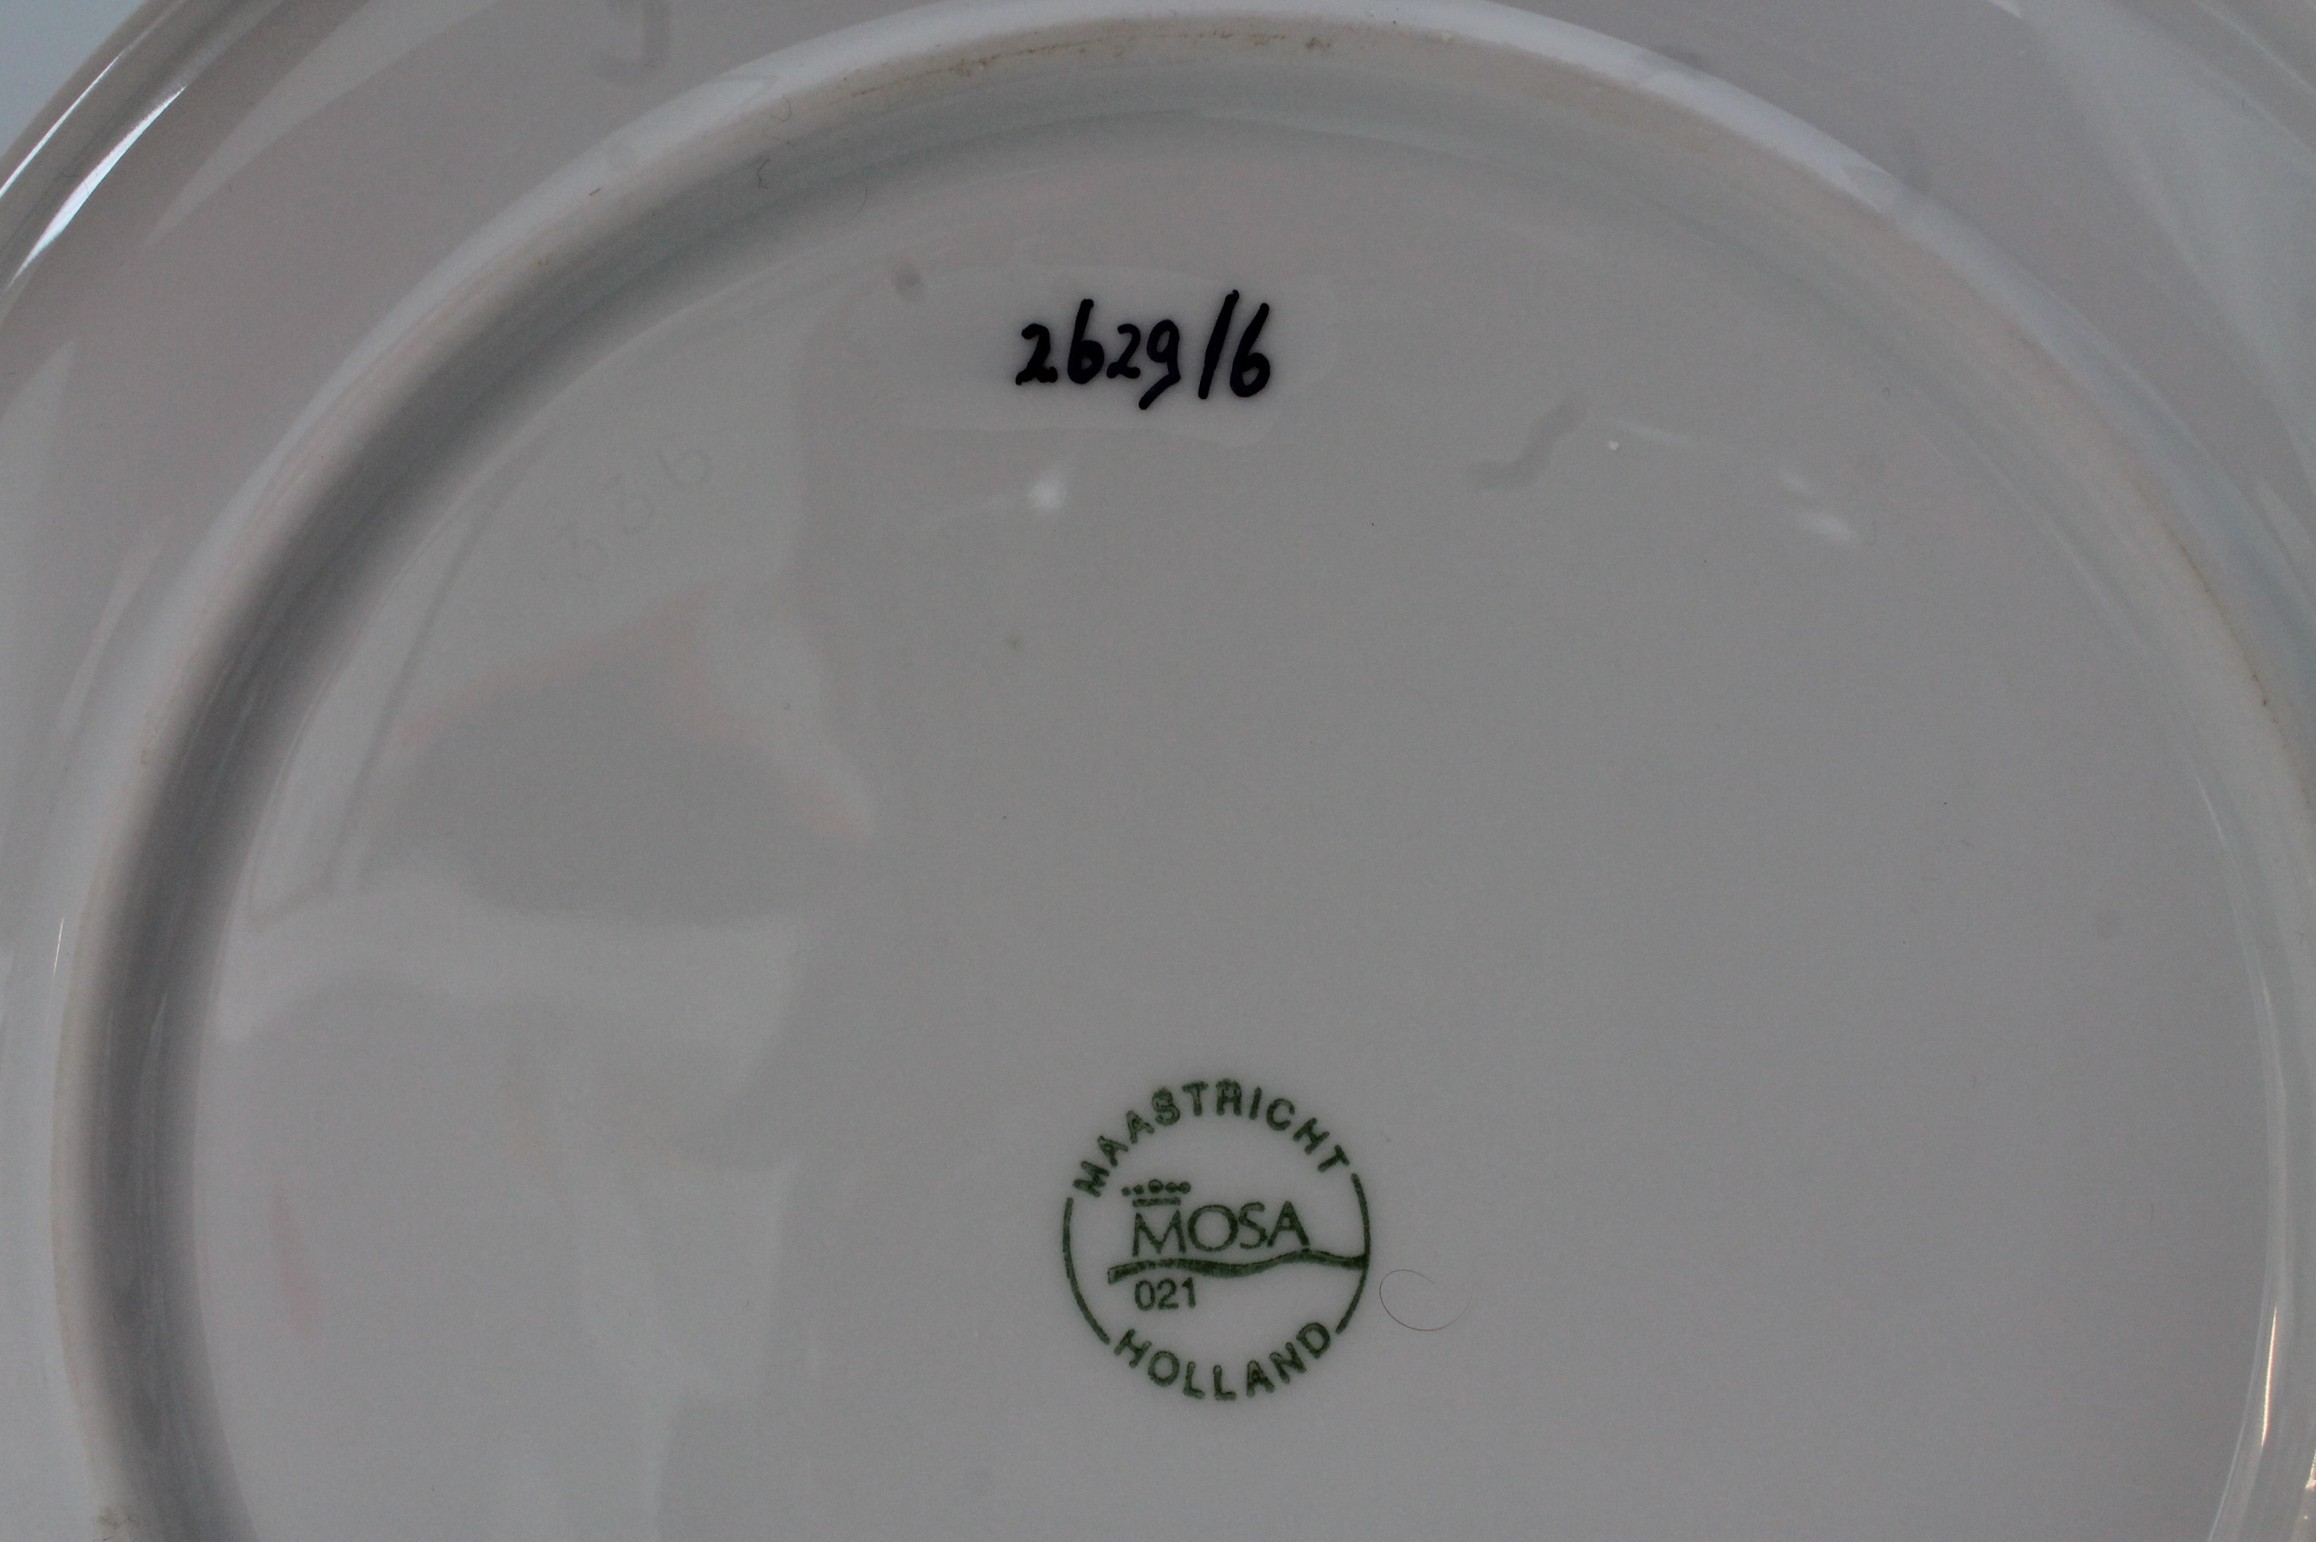 2629/6
MAASTRICHT
MOSA
021
HOLLAND